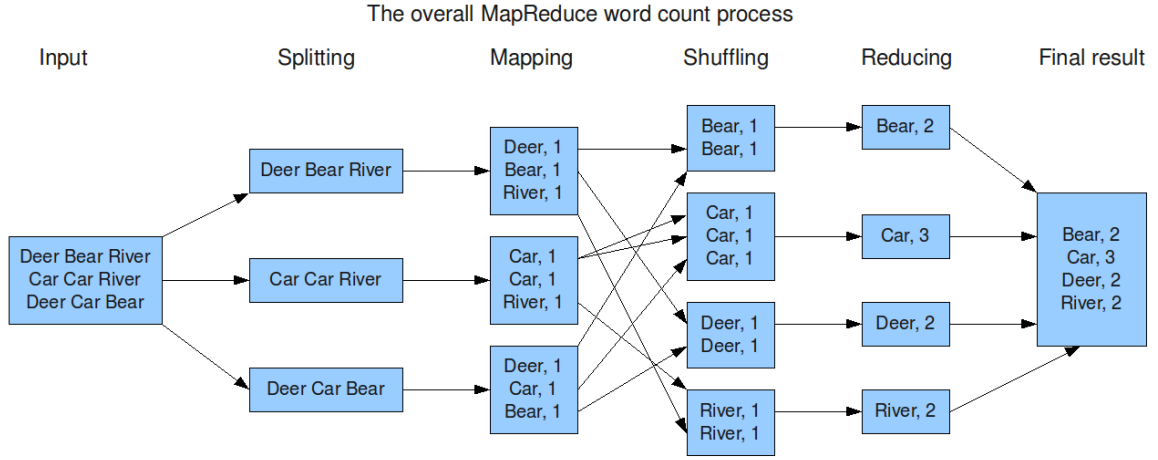 The overall MapReduce word count process
Input
Splitting
Mapping
Shuffling
Reducing
Final result
Deer Bear River
Car Car River
Deer Car Bear
Deer Bear River
Car Car River
Deer Car Bear
Deer, 1
Bear, 1
River, 1
Car, 1
Car, 1
River, 1
Deer, 1
Car, 1
Bear, 1
Bear, 1
Bear, 1
Car, 1
Car, 1
Car, 1
Deer, 1
Deer, 1
River, 1
River, 1
Bear, 2
Car, 3
Deer, 2
River, 2
Bear, 2
Car, 3
Deer, 2
River, 2